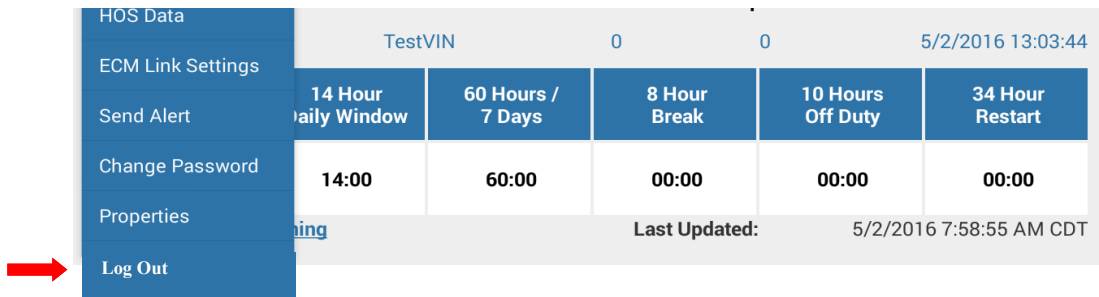 HOS Data
ECM Link Settings
Send Alert
Change Password
Properties
Log Out
TestVIN 0 0 5/2/2016 13:03:44
14 Hour
Window
60 Hours /
7 Days
8 Hour
Break
10 Hours
Off Duty
34 Hour
Restart
14:00 60:00 00:00 00:00 00:00
Last Updated: 5/2/2016 7:58:55 AM CDT